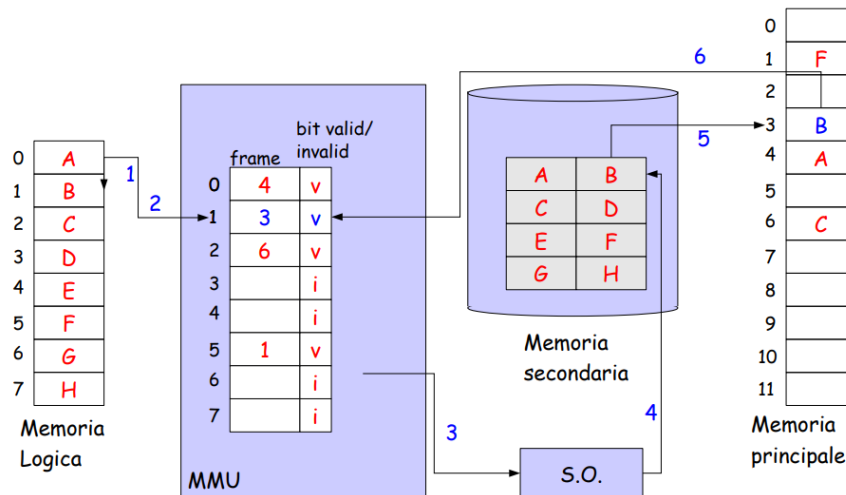 0 A
1 B
2 C
3 D
4 E
5 F
6 G
7 H
Memoria
Logica
1
2
bit valid/
invalid
frame
0 4 v
1 3 v
2 6 v
3 i
4 i
5 1 v
6 i
7 i
MMU
3
S.O.
4
A B
C D
E F
G H
Memoria
secondaria
5
6
0
1 F
2
3 B
4 A
5
6 C
7
8
9
10
11
Memoria
principale